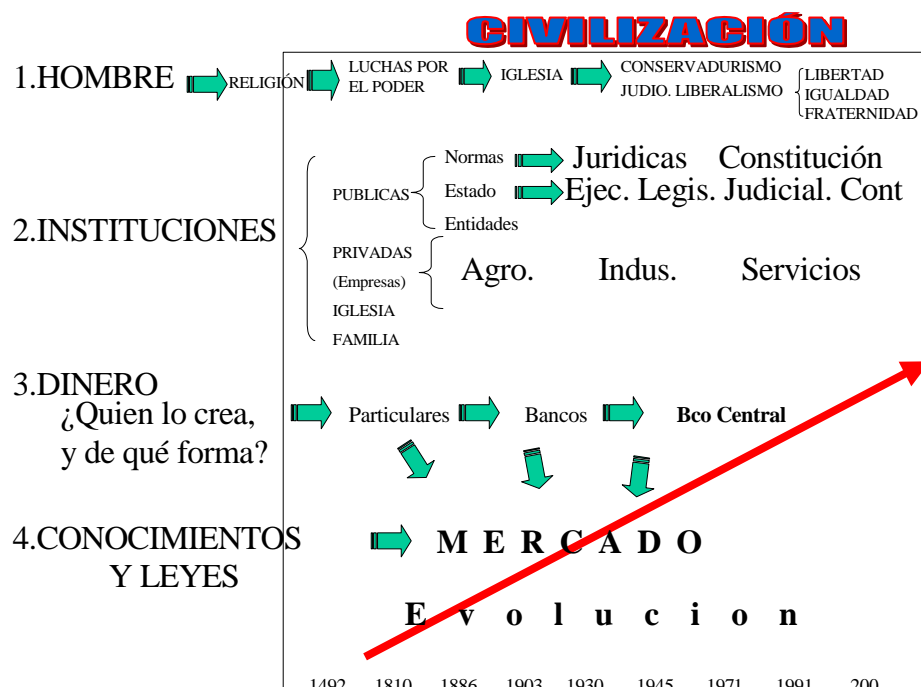 CIVILIZACIÓN
1.HOMBRE
RELIGIÓN
LUCHAS POR
EL PODER
IGLESIA
CONSERVADURISMO
JUDIO. LIBERALISMO
LIBERTAD
IGUALDAD
FRATERNIDAD
2.INSTITUCIONES
PUBLICAS
Normas
Juridicas Constitución
Estado
Ejec. Legis. Judicial. Cont
Entidades
PRIVADAS
(Empresas)
Agro. Indus. Servicios
IGLESIA
FAMILIA
3.DINERO
¿Quien lo crea,
y de qué forma?
Particulares
Bancos
Bco Central
4.CONOCIMIENTOS
Y LEYES
M E R C A D O
E v o l u c i o n
1492 1810 1886 1903 1930 1945 1971 1991 200